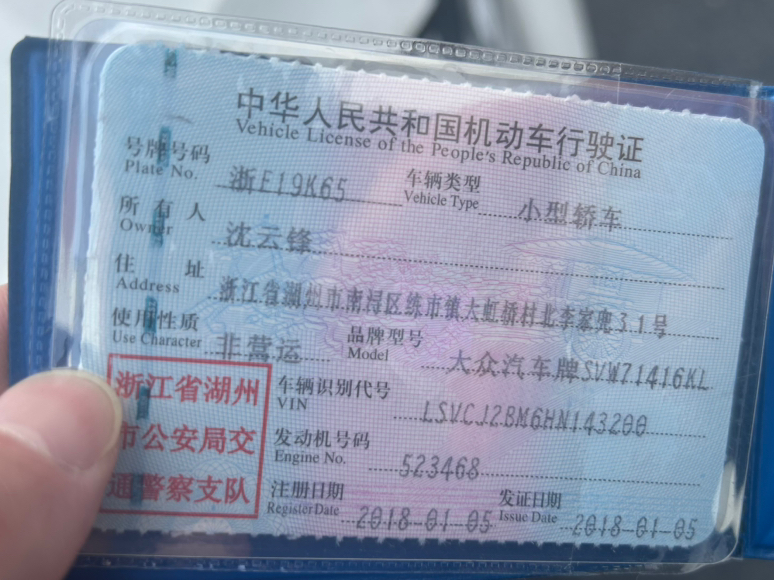 中华人民共和国机动车行驶证
Vehicle License of the People's Republic of China
号牌号码 浙E19K65 车辆类型 小型轿车
Plate No. Vehicle Type
所有人 沈云锋
Owner
住址 浙江省湖州市南浔区练市镇大虹桥村北李家兜31号
Address
使用性质 非营运 品牌型号 大众汽车牌SVW71416KL
Use Character Model
浙江省湖州
市公安局交
通警察支队
车辆识别代号 LSVCJ2BM6HN143200
VIN
发动机号码 523468
Engine No.
注册日期 2018-01-05 发证日期 2018-01-05
Register Date Issue Date